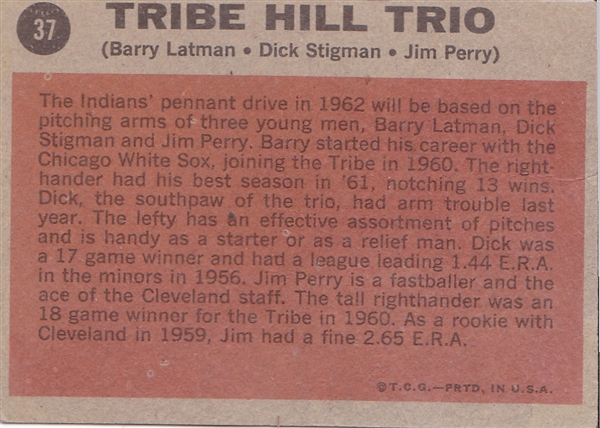 37
TRIBE HILL TRIO
(Barry Latman • Dick Stigman • Jim Perry)
The Indians' pennant drive in 1962 will be based on the
pitching arms of three young men, Barry Latman, Dick
Stigman and Jim Perry. Barry started his career with the
Chicago White Sox, joining the Tribe in 1960. The right-
hander had his best season in '61, notching 13 wins.
Dick, the southpaw of the trio, had arm trouble last
year. The lefty has an effective assortment of pitches
and is handy as a starter or as a relief man. Dick was
a 17 game winner and had a league leading 1.44 E.R.A.
in the minors in 1956. Jim Perry is a fastballer and the
ace of the Cleveland staff. The tall righthander was an
18 game winner for the Tribe in 1960. As a rookie with
Cleveland in 1959, Jim had a fine 2.65 E.R.A.
©T.C.G.—PRTD. IN U.S.A.